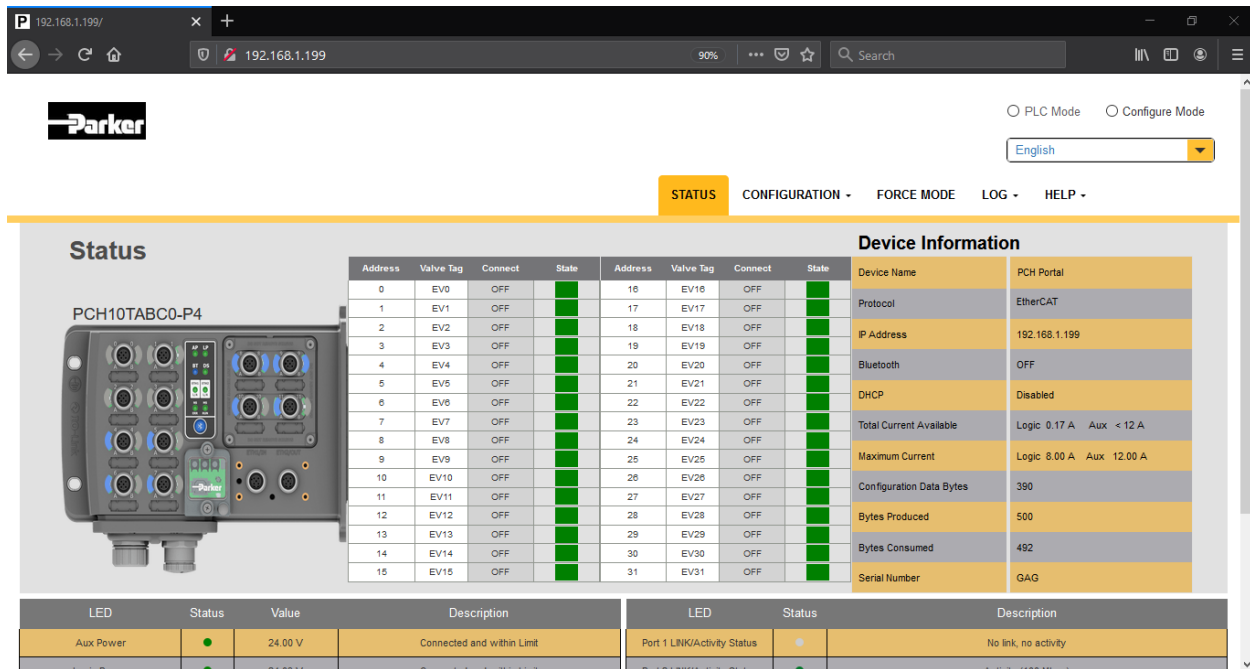 192.168.1.199/
192.168.1.199
90%
Search
Parker
PLC Mode
Configure Mode
English
STATUS
CONFIGURATION
FORCE MODE
LOG
HELP
Status
PCH10TABC0-P4
AP LP
BT DS
Parker
Address Valve Tag Connect State Address Valve Tag Connect State
0 EV0 OFF 16 EV16 OFF
1 EV1 OFF 17 EV17 OFF
2 EV2 OFF 18 EV18 OFF
3 EV3 OFF 19 EV19 OFF
4 EV4 OFF 20 EV20 OFF
5 EV5 OFF 21 EV21 OFF
6 EV6 OFF 22 EV22 OFF
7 EV7 OFF 23 EV23 OFF
8 EV8 OFF 24 EV24 OFF
9 EV9 OFF 25 EV25 OFF
10 EV10 OFF 26 EV26 OFF
11 EV11 OFF 27 EV27 OFF
12 EV12 OFF 28 EV28 OFF
13 EV13 OFF 29 EV29 OFF
14 EV14 OFF 30 EV30 OFF
15 EV15 OFF 31 EV31 OFF
Device Information
Device Name PCH Portal
Protocol EtherCAT
IP Address 192.168.1.199
Bluetooth OFF
DHCP Disabled
Total Current Available Logic 0.17 A Aux < 12 A
Maximum Current Logic 8.00 A Aux 12.00 A
Configuration Data Bytes 390
Bytes Produced 500
Bytes Consumed 492
Serial Number GAG
LED Status Value Description LED Status Description
Aux Power 24.00 V Connected and within Limit Port 1 LINK/Activity Status No link, no activity